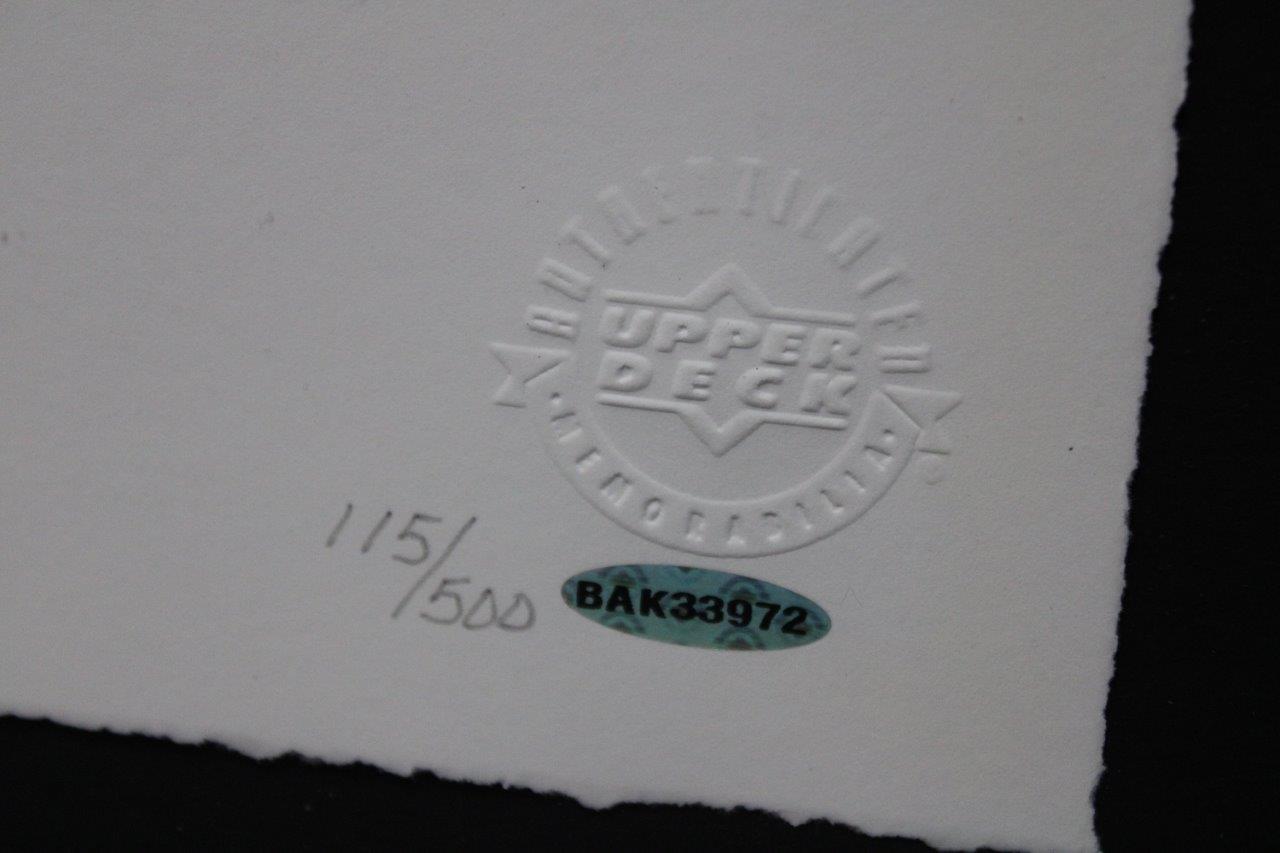 AUTHENTICATED
UPPER
DECK
MEMORABILIA
115/500
BAK33972